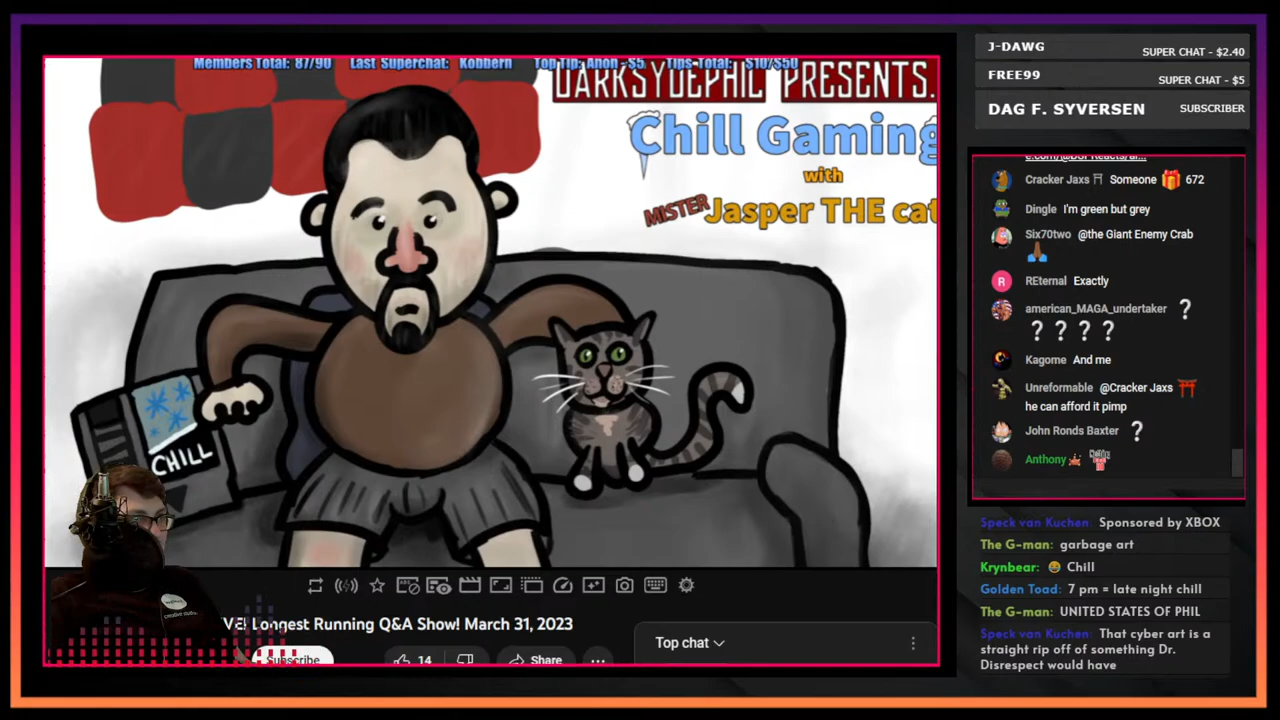 Members Total: 87/90 Last Superchat: Kobbern Top Tip: Anon - $5 Tips Total: $10/$50
DARKSYDEPHIL PRESENTS.
Chill Gaming
with
MISTER Jasper THE cat
CHILL
Longest Running Q&A Show! March 31, 2023
Subscribe 14 Share
Top chat
J-DAWG SUPER CHAT - $2.40
FREE99 SUPER CHAT - $5
DAG F. SYVERSEN SUBSCRIBER
Cracker Jaxs Someone 672
Dingle I'm green but grey
Six70two @the Giant Enemy Crab
REternal Exactly
american_MAGA_undertaker ?
? ? ? ?
Kagome And me
Unreformable @Cracker Jaxs
he can afford it pimp
John Ronds Baxter ?
Anthony
Speck van Kuchen: Sponsored by XBOX
The G-man: garbage art
Krynbear: Chill
Golden Toad: 7 pm = late night chill
The G-man: UNITED STATES OF PHIL
Speck van Kuchen: That cyber art is a
straight rip off of something Dr.
Disrespect would have